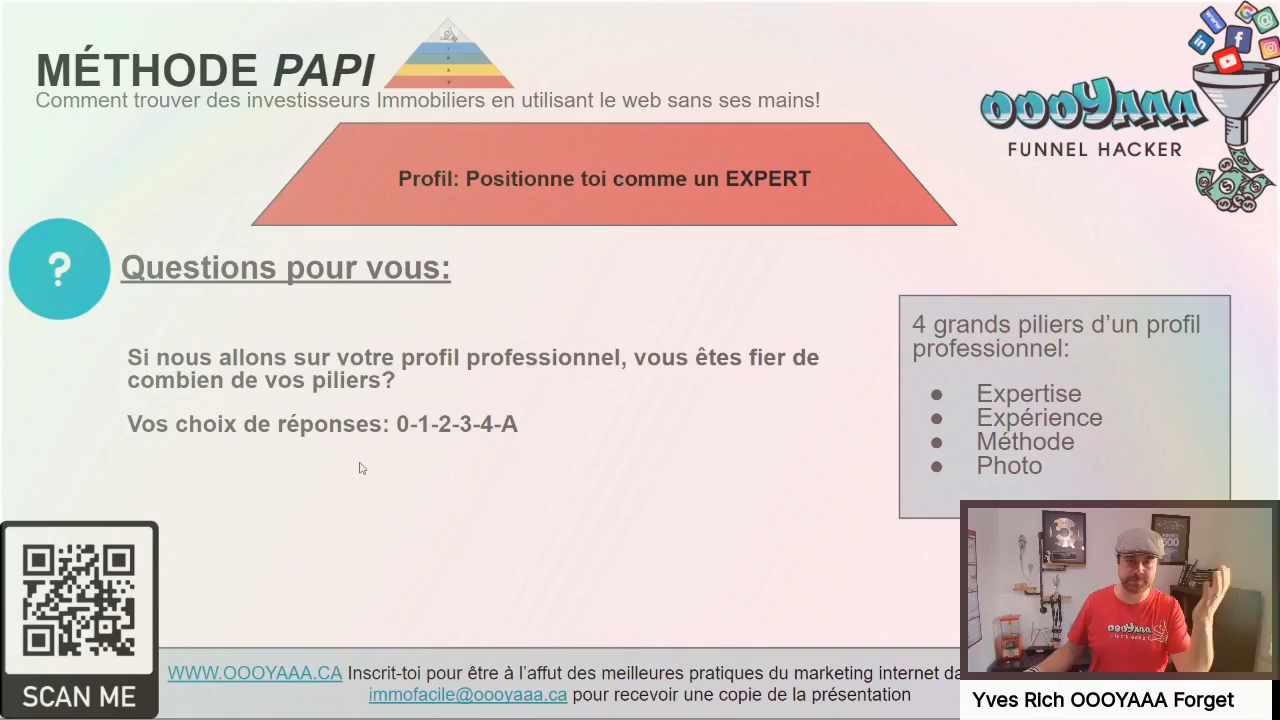 MÉTHODE PAPI
Comment trouver des investisseurs Immobiliers en utilisant le web sans ses mains!
OOOYAAA
FUNNEL HACKER
Profil: Positionne toi comme un EXPERT
?
Questions pour vous:
Si nous allons sur votre profil professionnel, vous êtes fier de
combien de vos piliers?
Vos choix de réponses: 0-1-2-3-4-A
4 grands piliers d'un profil
professionnel:
● Expertise
● Expérience
● Méthode
● Photo
SCAN ME
WWW.OOOYAAA.CA Inscrit-toi pour être à l'affut des meilleures pratiques du marketing internet da
immofacile@oooyaaa.ca pour recevoir une copie de la présentation
OOOYAAA
Yves RIch OOOYAAA Forget